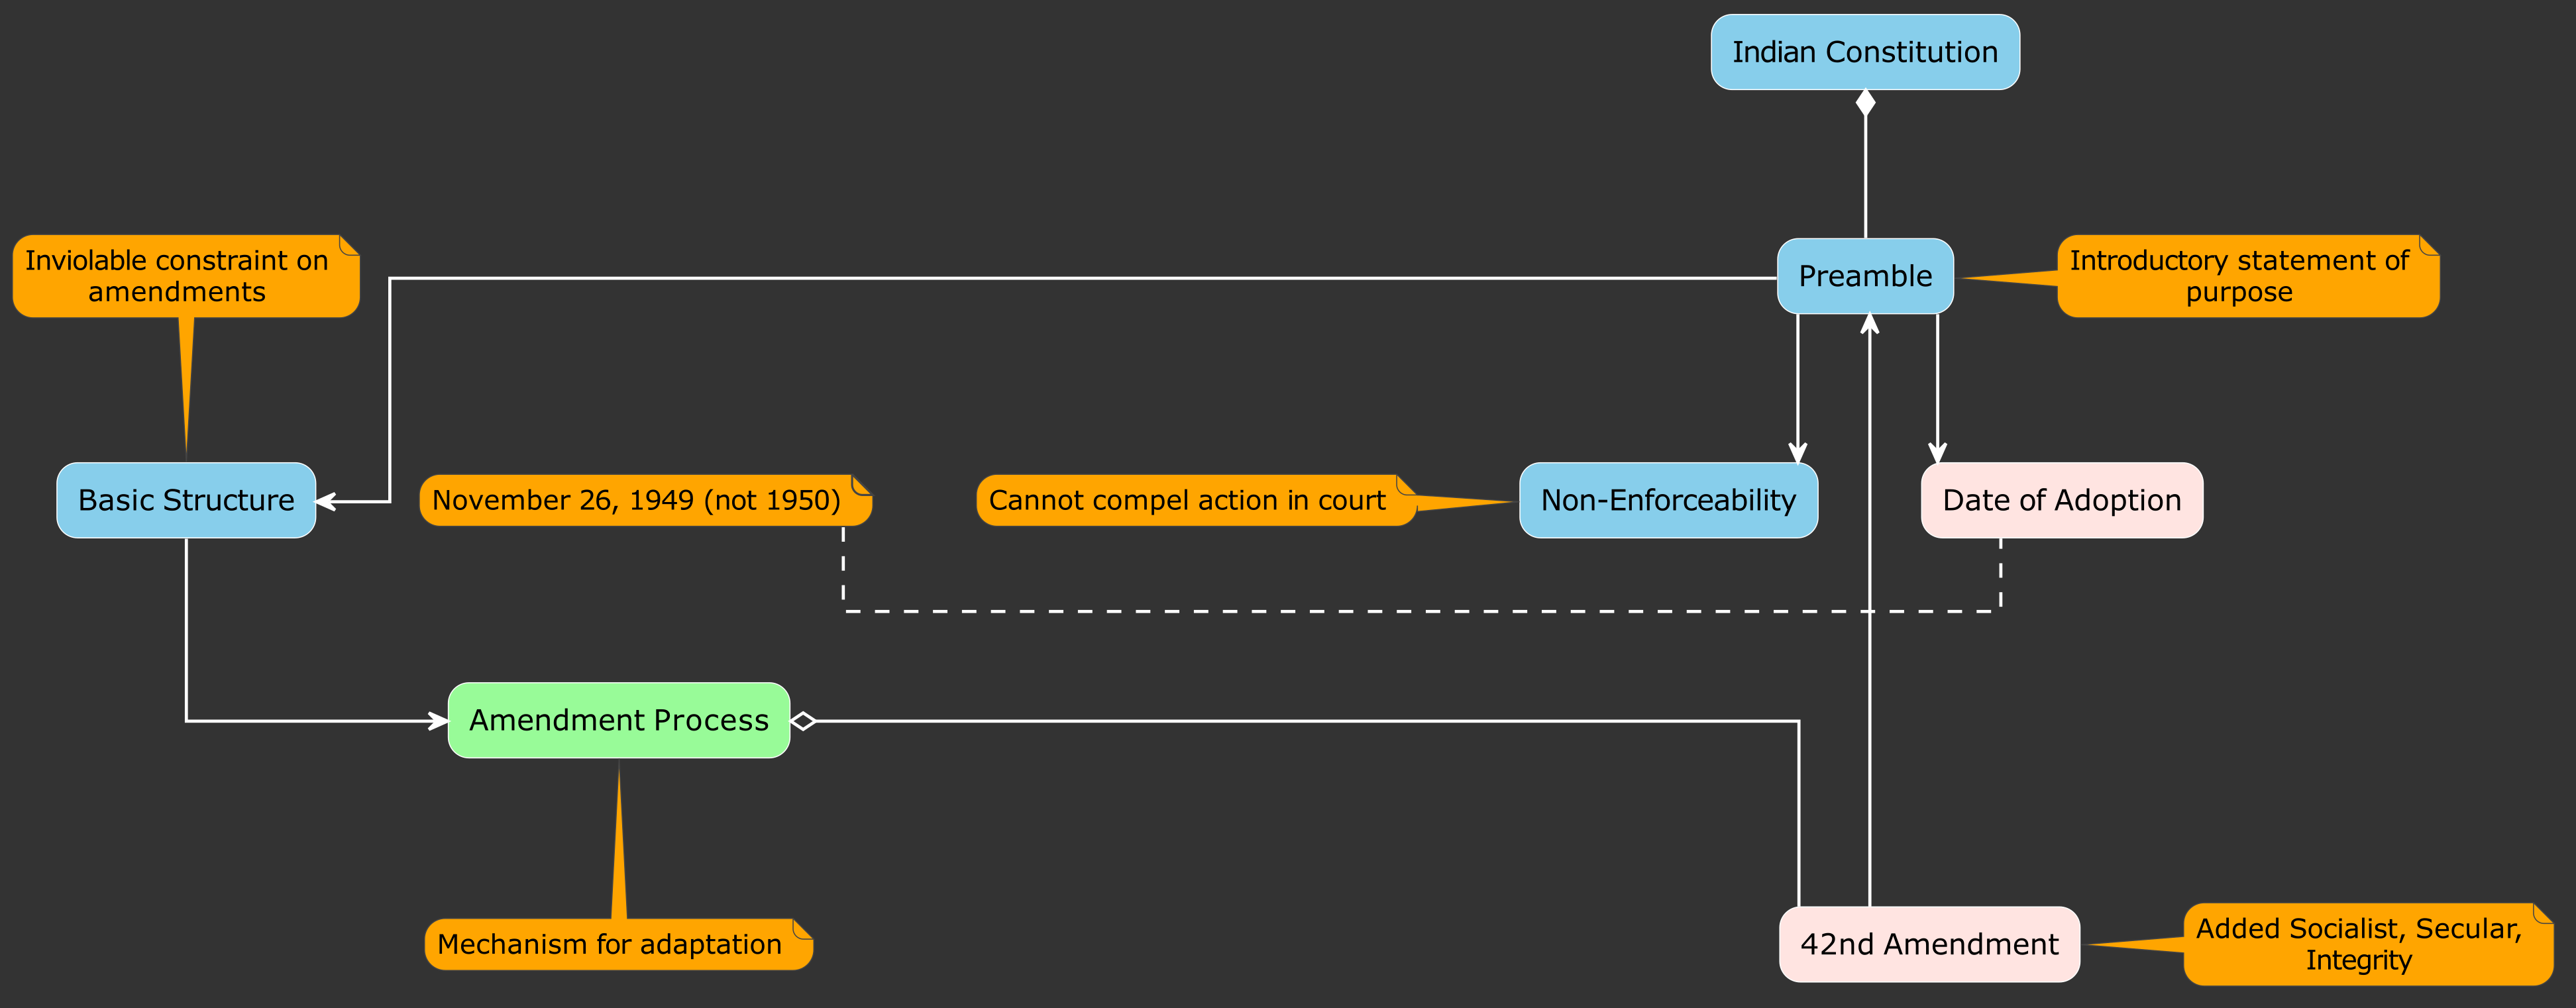 Indian Constitution
Inviolable constraint on
amendments
Preamble
Introductory statement of
purpose
Basic Structure
November 26, 1949 (not 1950)
Cannot compel action in court
Non-Enforceability
Date of Adoption
Amendment Process
Mechanism for adaptation
42nd Amendment
Added Socialist, Secular,
Integrity